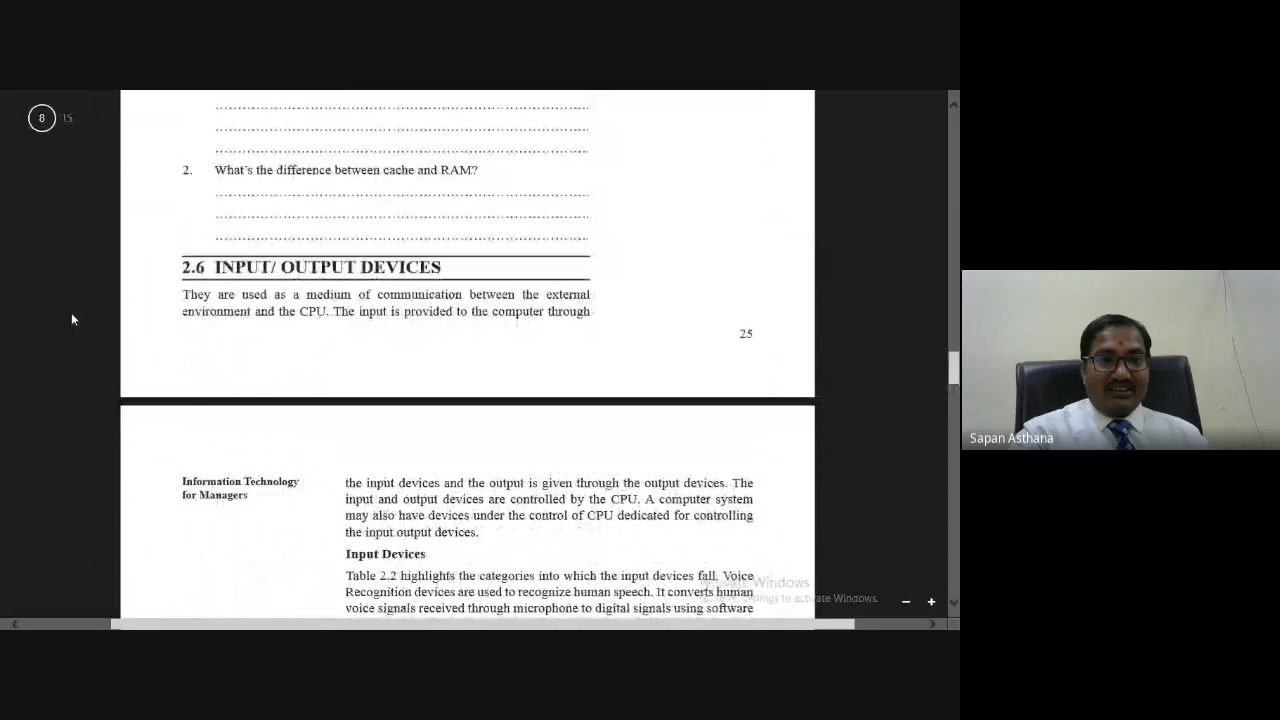 8 15
2. What's the difference between cache and RAM?
2.6 INPUT/ OUTPUT DEVICES
They are used as a medium of communication between the external
environment and the CPU. The input is provided to the computer through
25
Information Technology
for Managers
the input devices and the output is given through the output devices. The
input and output devices are controlled by the CPU. A computer system
may also have devices under the control of CPU dedicated for controlling
the input output devices.
Input Devices
Table 2.2 highlights the categories into which the input devices fall. Voice
Recognition devices are used to recognize human speech. It converts human
voice signals received through microphone to digital signals using software
Activate Windows
to activate Windows.
Sapan Asthana